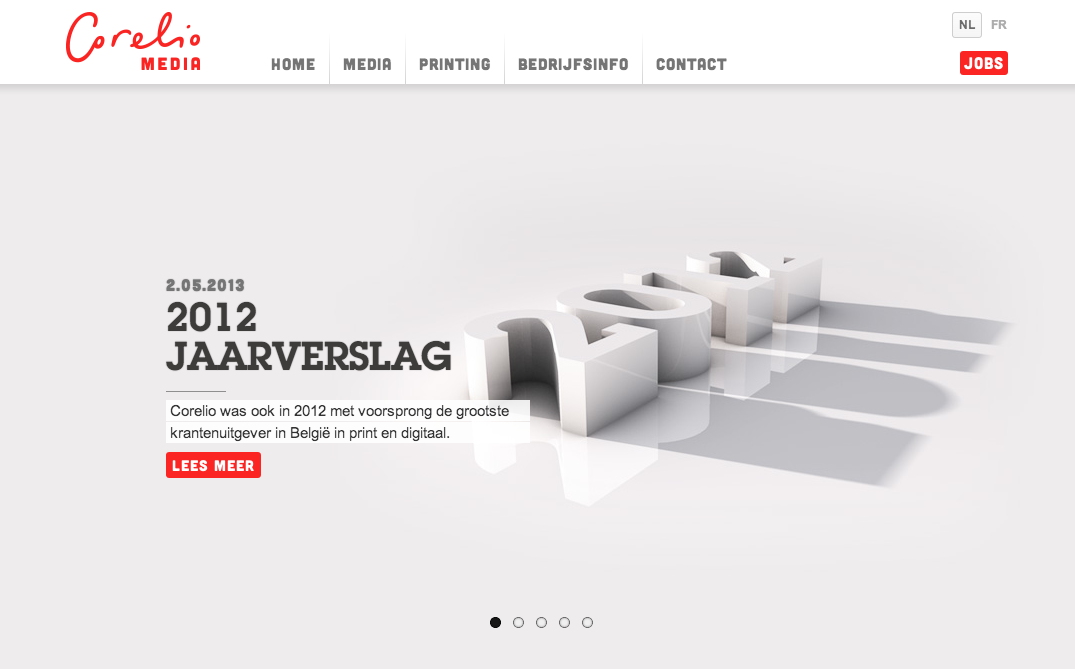 Corelio
MEDIA
HOME
MEDIA
PRINTING
BEDRIJFSINFO
CONTACT
NL
FR
JOBS
2.05.2013
2012
JAARVERSLAG
Corelio was ook in 2012 met voorsprong de grootste
krantenuitgever in België in print en digitaal.
LEES MEER
2012